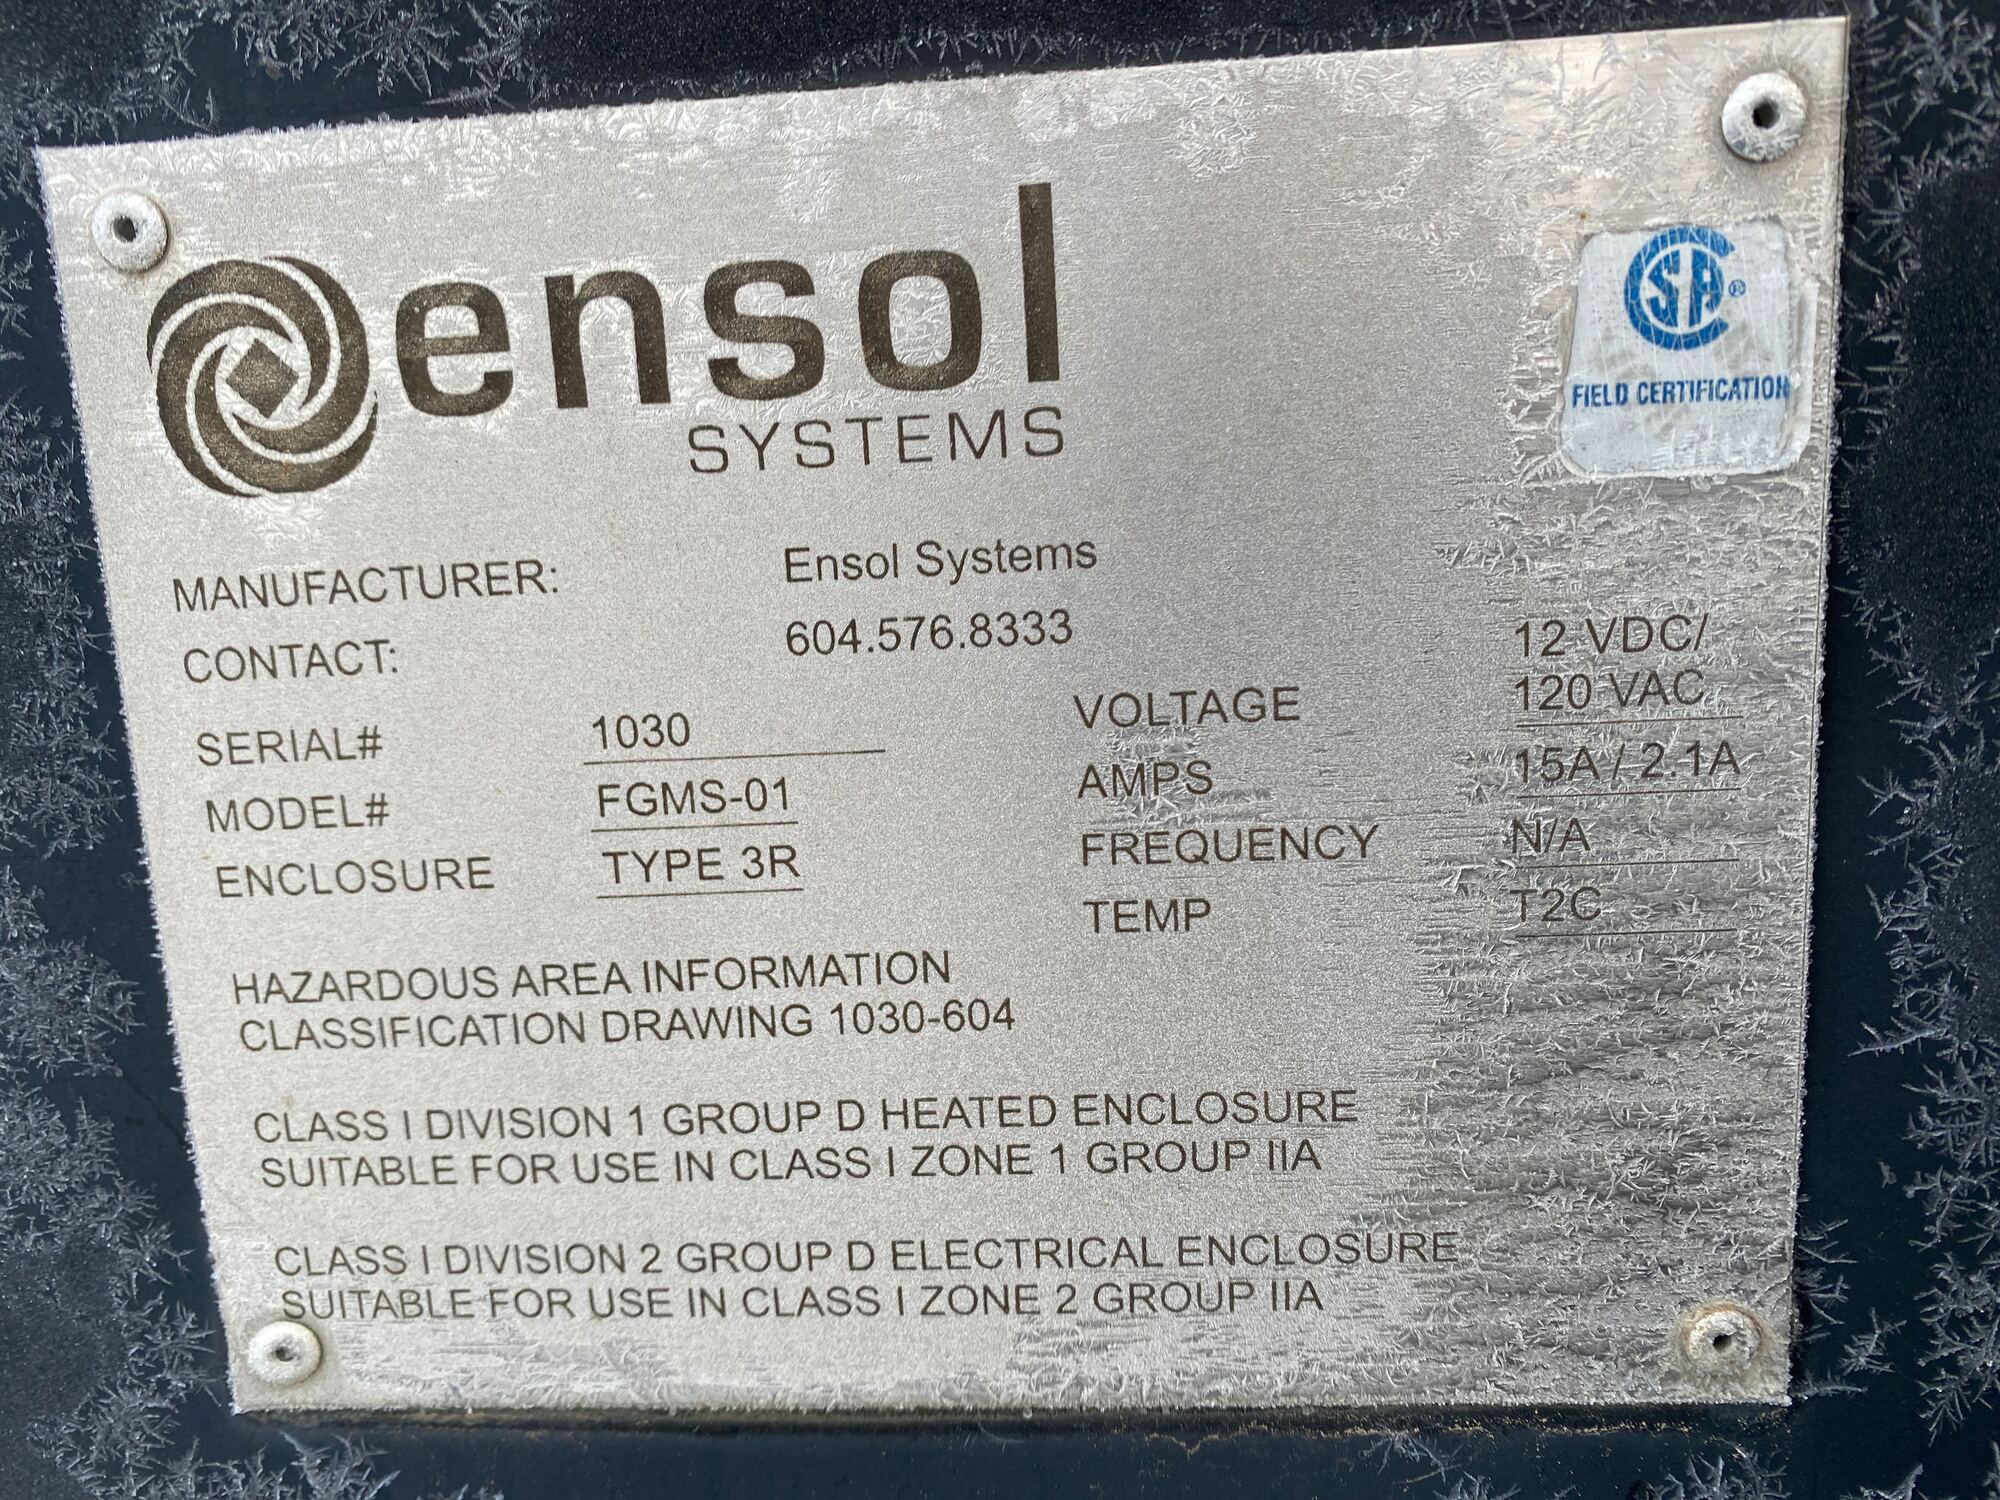 ensol
SYSTEMS
CSA®
FIELD CERTIFICATION
MANUFACTURER: Ensol Systems
CONTACT: 604.576.8333
SERIAL# 1030
MODEL# FGMS-01
ENCLOSURE TYPE 3R
VOLTAGE 12 VDC/
120 VAC
AMPS 15A / 2.1A
FREQUENCY N/A
TEMP T2C
HAZARDOUS AREA INFORMATION
CLASSIFICATION DRAWING 1030-604
CLASS I DIVISION 1 GROUP D HEATED ENCLOSURE
SUITABLE FOR USE IN CLASS I ZONE 1 GROUP IIA
CLASS I DIVISION 2 GROUP D ELECTRICAL ENCLOSURE
SUITABLE FOR USE IN CLASS I ZONE 2 GROUP IIA